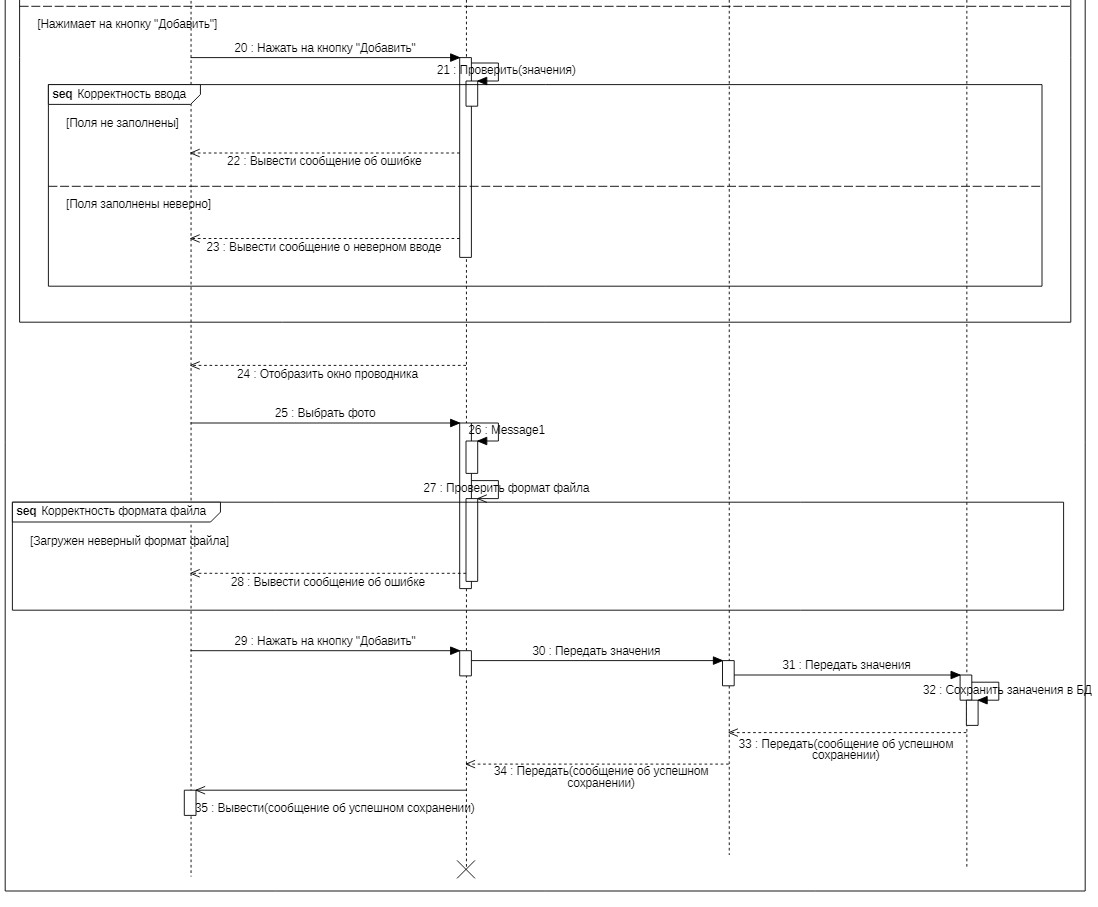 [Нажимает на кнопку "Добавить"]
20 : Нажать на кнопку "Добавить"
21 : Проверить(значения)
seq Корректность ввода
[Поля не заполнены]
22 : Вывести сообщение об ошибке
[Поля заполнены неверно]
23 : Вывести сообщение о неверном вводе
24 : Отобразить окно проводника
25 : Выбрать фото
26 : Message1
27 : Проверить формат файла
seq Корректность формата файла
[Загружен неверный формат файла]
28 : Вывести сообщение об ошибке
29 : Нажать на кнопку "Добавить"
30 : Передать значения
31 : Передать значения
32 : Сохранить заначения в БД
33 : Передать(сообщение об успешном
сохранении)
34 : Передать(сообщение об успешном
сохранении)
35 : Вывести(сообщение об успешном сохранении)